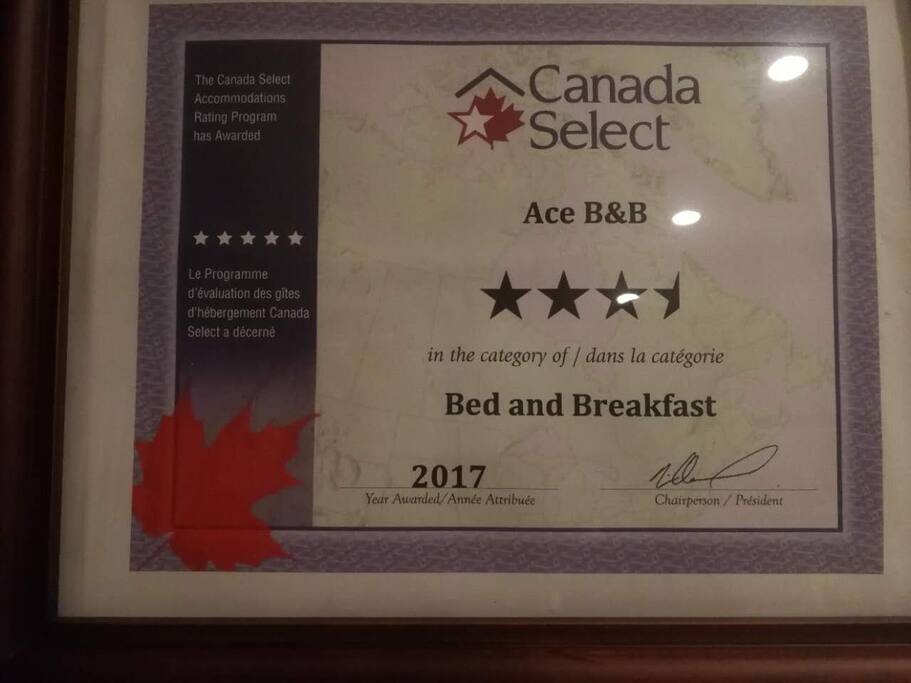 The Canada Select
Accommodations
Rating Program
has Awarded
Le Programme
d'évaluation des gîtes
d'hébergement Canada
Select a décerné
Canada
Select
Ace B&B
in the category of / dans la catégorie
Bed and Breakfast
2017
Year Awarded/Année Attribuée
Chairperson / Président